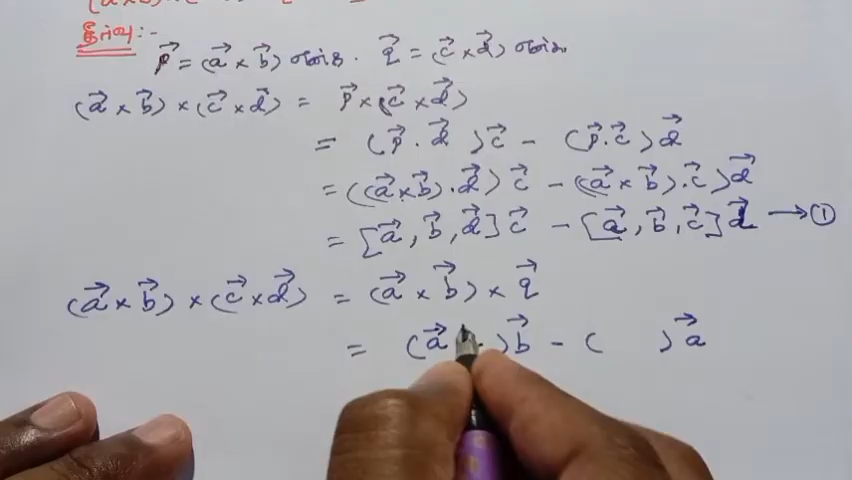 தீர்வு:-
p⃗ = (a⃗ × b⃗) என்க. q⃗ = (c⃗ × d⃗) என்க
(a⃗ × b⃗) × (c⃗ × d⃗) = p⃗ × (c⃗ × d⃗)
= (p⃗ . d⃗) c⃗ - (p⃗ . c⃗) d⃗
= ((a⃗ × b⃗) . d⃗) c⃗ - (a⃗ × b⃗) . c⃗) d⃗
= [a⃗, b⃗, d⃗] c⃗ - [a⃗, b⃗, c⃗] d⃗ → ①
(a⃗ × b⃗) × (c⃗ × d⃗) = (a⃗ × b⃗) × q⃗
= (a⃗ ) b⃗ - ( ) a⃗